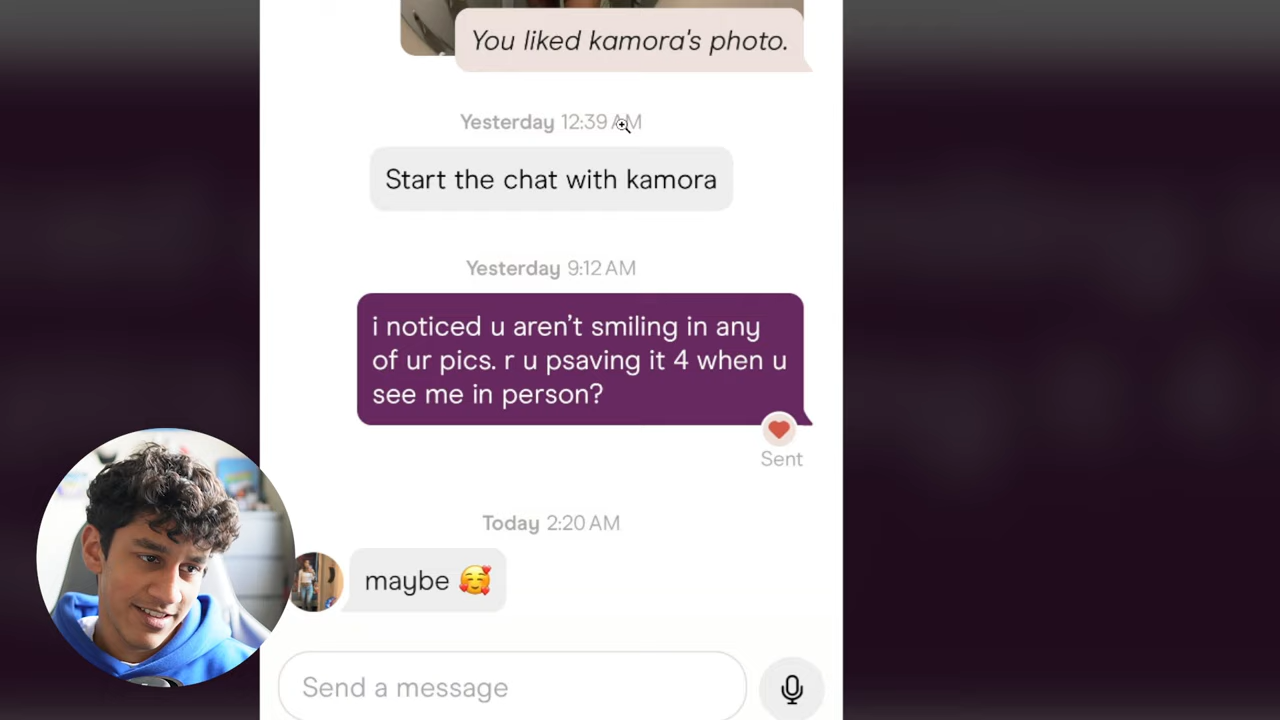 You liked kamora's photo.
Yesterday 12:39 AM
Start the chat with kamora
Yesterday 9:12 AM
i noticed u aren't smiling in any
of ur pics. r u psaving it 4 when u
see me in person?
Sent
Today 2:20 AM
maybe 🥰
Send a message